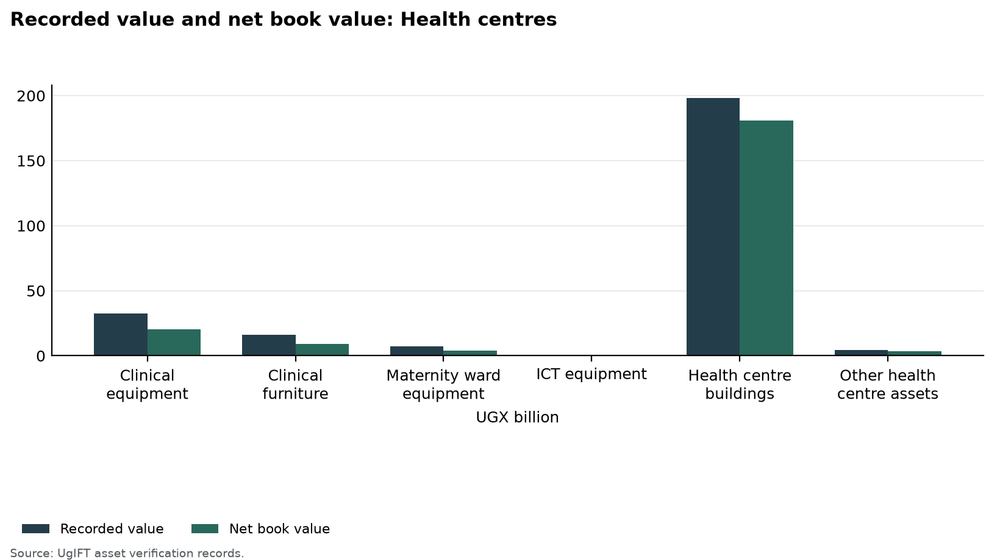 Recorded value and net book value: Health centres
200
150
100
50
0
Clinical
equipment
Clinical
furniture
Maternity ward
equipment
ICT equipment
Health centre
buildings
Other health
centre assets
UGX billion
Recorded value
Net book value
Source: UgIFT asset verification records.